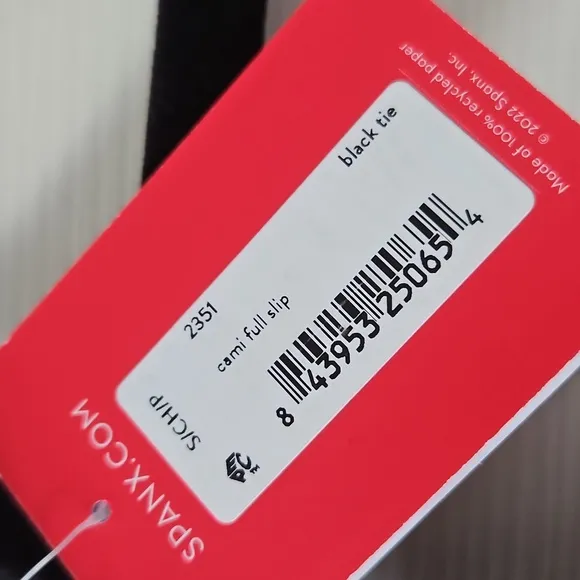 Made of 100% recycled paper
© 2022 Spanx, Inc.
black tie
2351
cami full slip
S/CH/P
8 43953 25065 4
EPC™
SPANX.COM